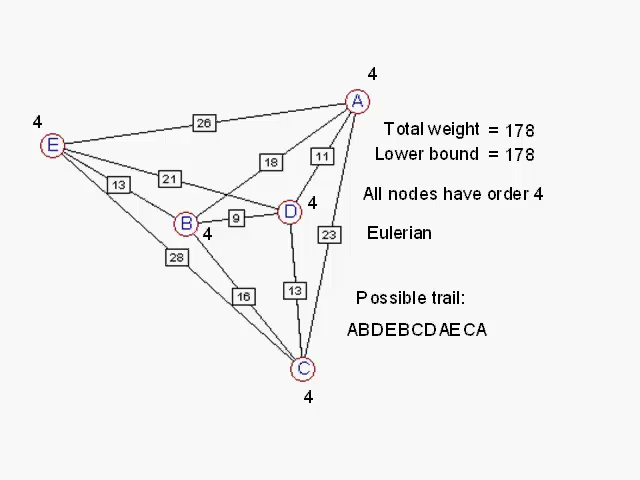 4
A
4
26
E
Total weight = 178
Lower bound = 178
18
11
13
21
All nodes have order 4
D
4
9
B
4
23
Eulerian
28
16
13
Possible trail:
ABDEBCDAECA
C
4